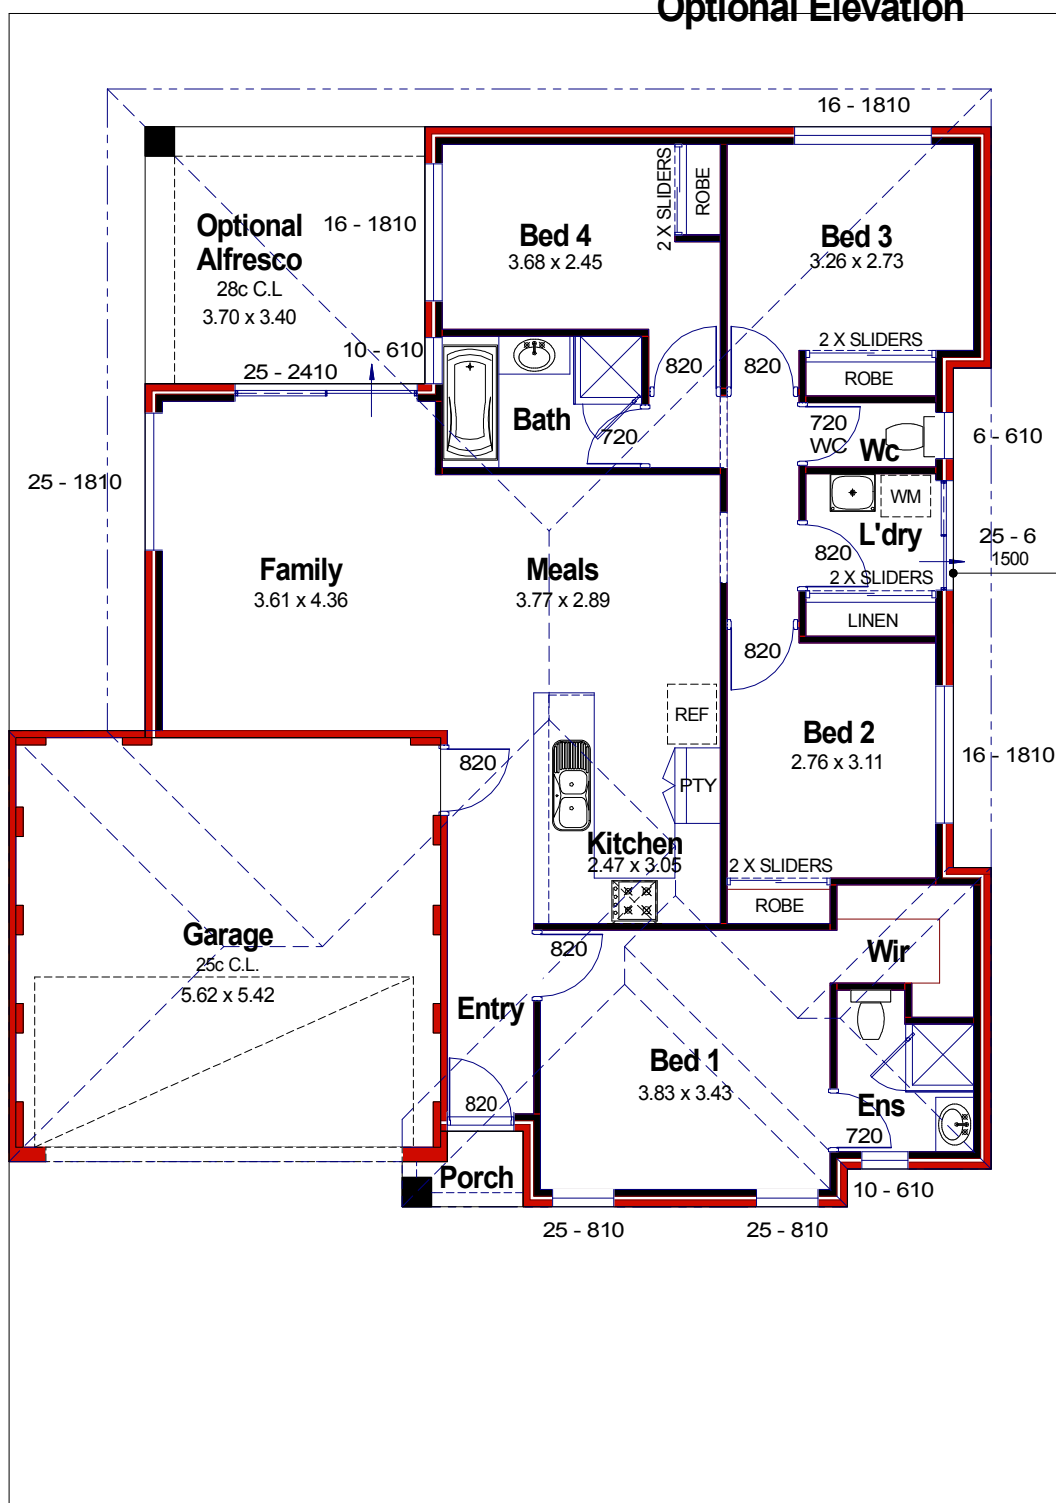 Optional Elevation
16 - 1810
Optional
Alfresco
28c C.L
3.70 x 3.40
16 - 1810
Bed 4
3.68 x 2.45
2 X SLIDERS
ROBE
Bed 3
3.26 x 2.73
2 X SLIDERS
ROBE
10 - 610
25 - 2410
820
820
Bath
720
720
WC
Wc
6 - 610
25 - 1810
WM
L'dry
820
25 - 6
1500
2 X SLIDERS
LINEN
Family
3.61 x 4.36
Meals
3.77 x 2.89
820
REF
Bed 2
2.76 x 3.11
16 - 1810
820
PTY
Kitchen
2.47 x 3.05
2 X SLIDERS
ROBE
Garage
25c C.L.
5.62 x 5.42
820
Wir
Entry
Bed 1
3.83 x 3.43
820
Ens
720
Porch
10 - 610
25 - 810
25 - 810